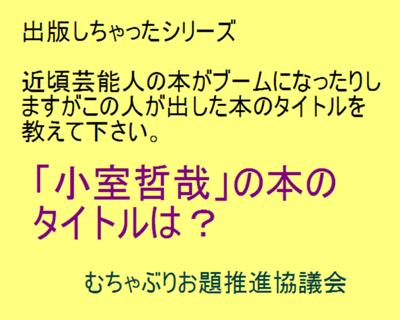 出版しちゃったシリーズ
近頃芸能人の本がブームになったりし
ますがこの人が出した本のタイトルを
教えて下さい。
「小室哲哉」の本の
タイトルは？
むちゃぶりお題推進協議会